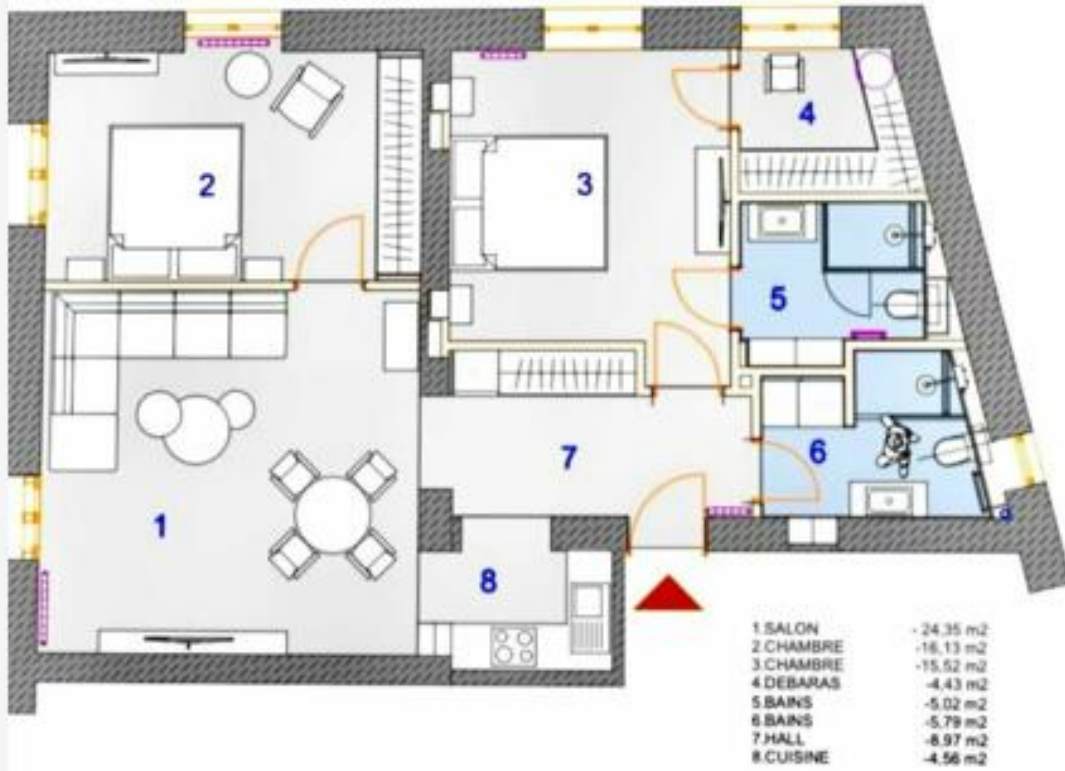 2
3
4
5
6
7
1
8
1.SALON - 24,35 m2
2.CHAMBRE -16,13 m2
3.CHAMBRE -15,52 m2
4.DEBARAS -4,43 m2
5.BAINS -5,02 m2
6.BAINS -5,79 m2
7.HALL -8,97 m2
8.CUISINE -4,56 m2